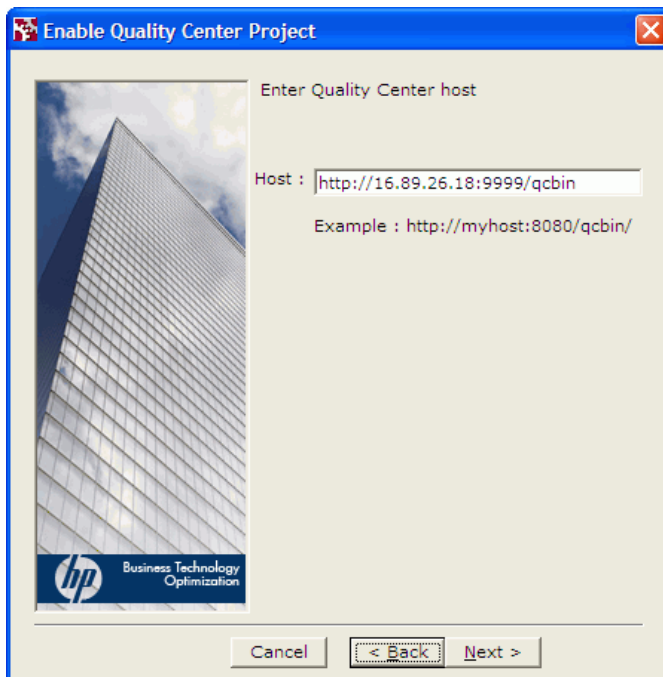 Enable Quality Center Project
Enter Quality Center host
Host : http://16.89.26.18:9999/qcbin
Example : http://myhost:8080/qcbin/
hp Business Technology
Optimization
Cancel < Back Next >